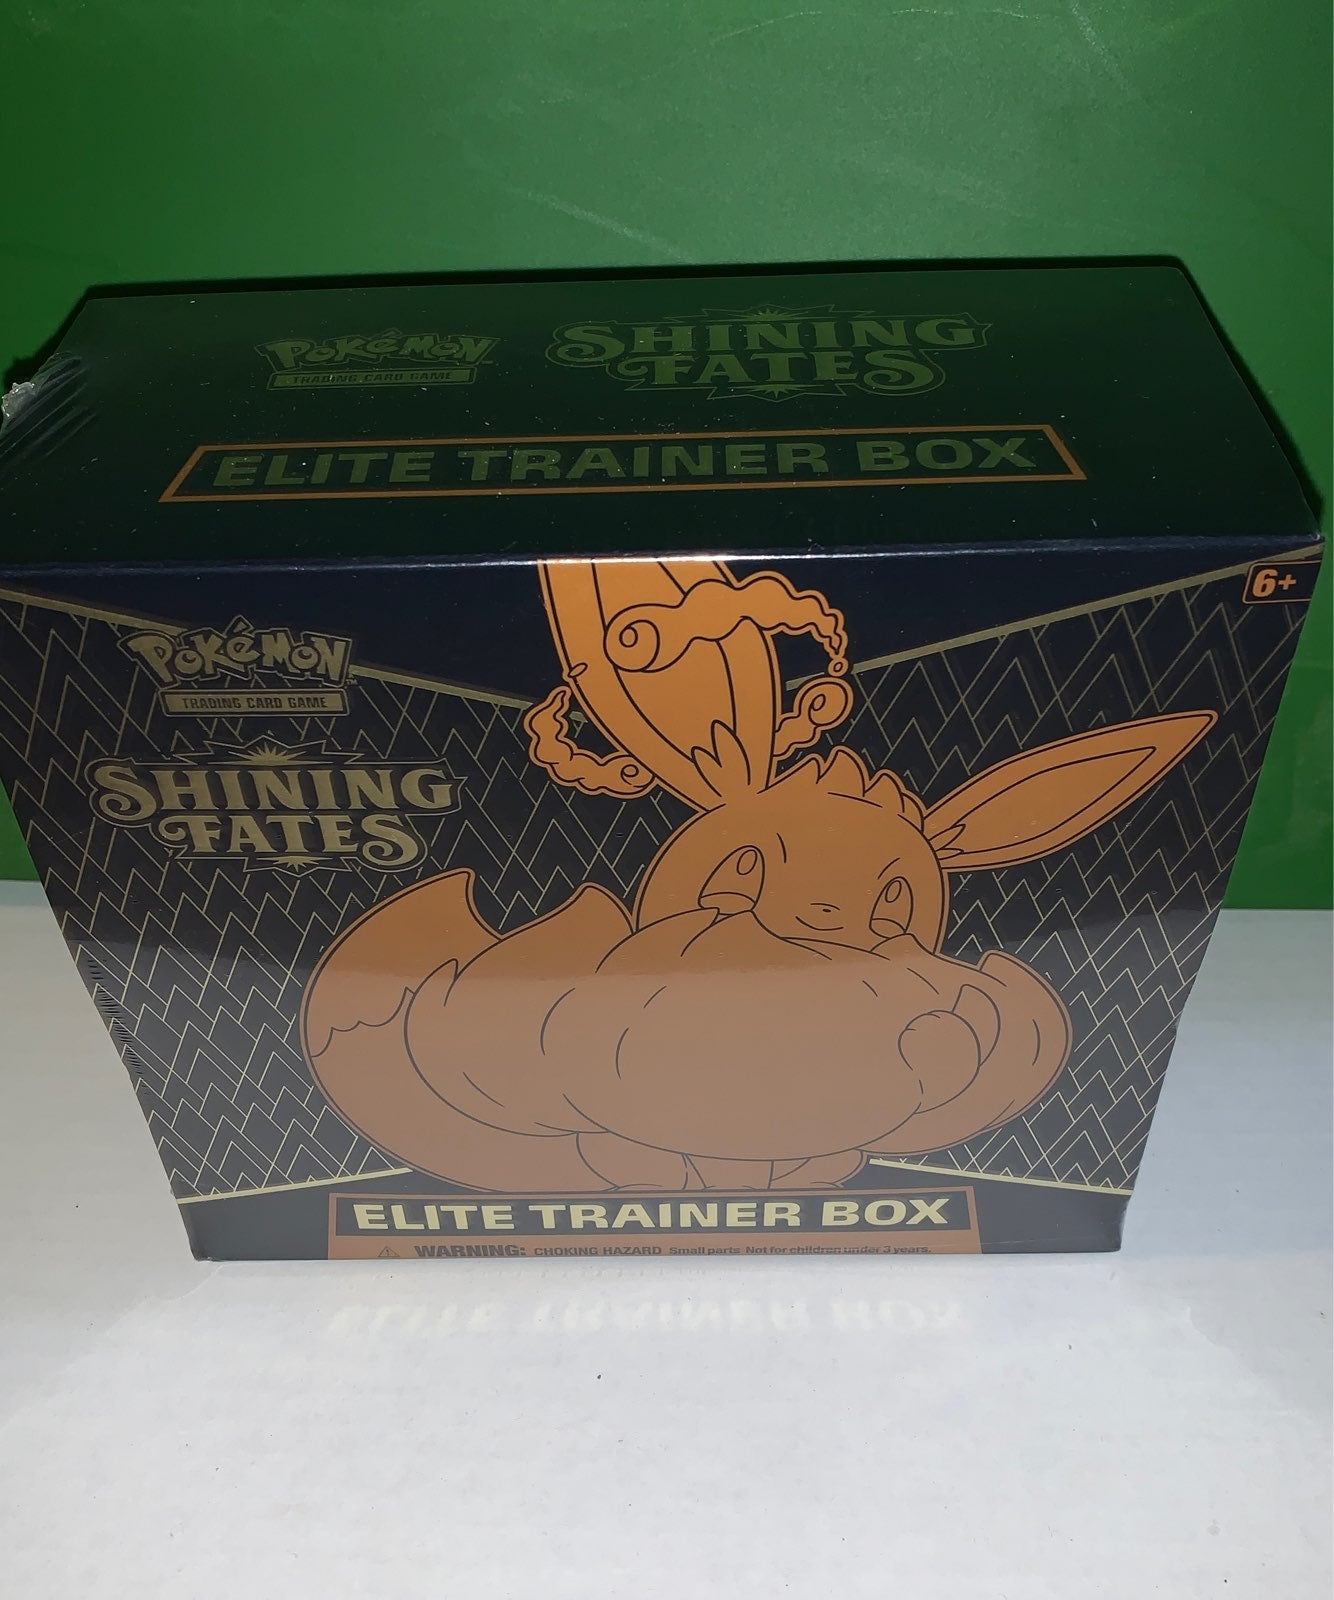 Pokémon
TRADING CARD GAME
SHINING
FATES
ELITE TRAINER BOX
6+
Pokémon
TRADING CARD GAME
SHINING
FATES
ELITE TRAINER BOX
WARNING: CHOKING HAZARD Small parts Not for children under 3 years.